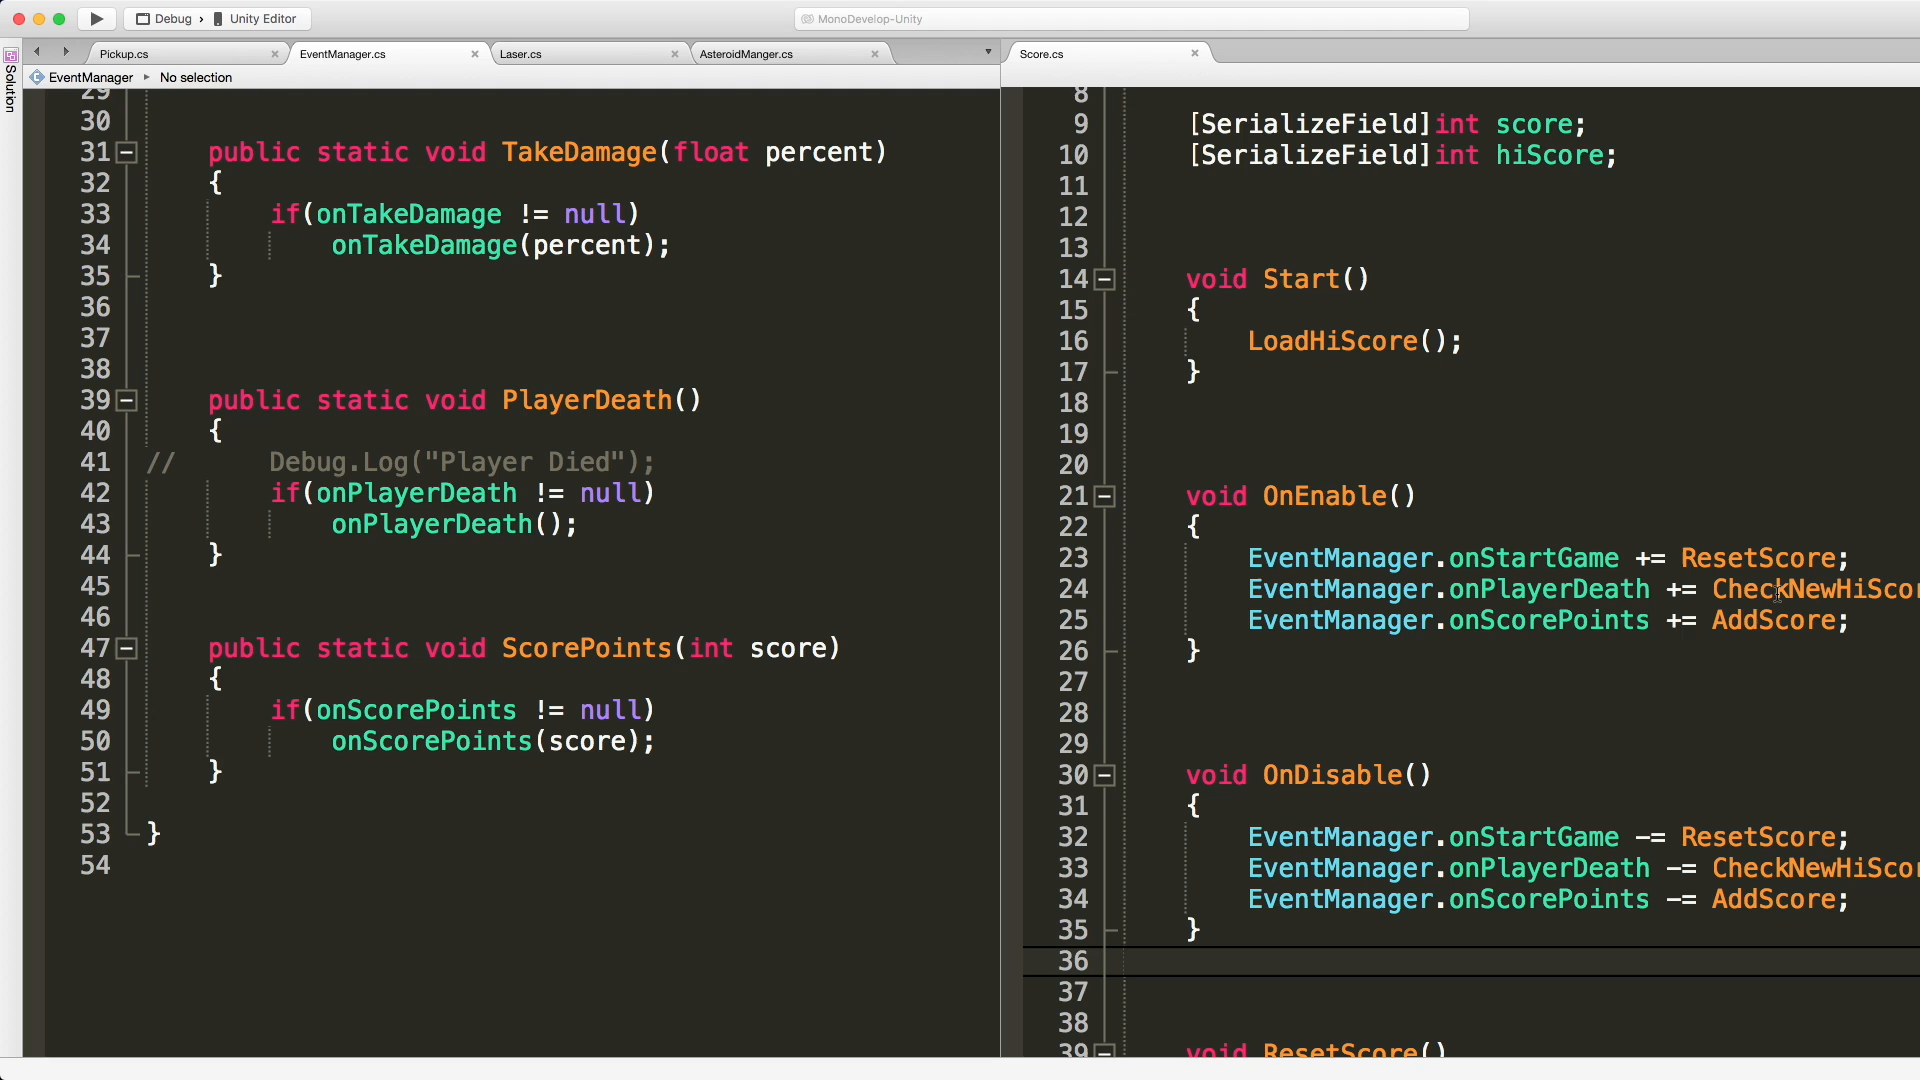 Debug › Unity Editor
MonoDevelop-Unity
Solution
Pickup.cs
EventManager.cs
Laser.cs
AsteroidManger.cs
EventManager ▸ No selection
29
30
31 public static void TakeDamage(float percent)
32 {
33 if(onTakeDamage != null)
34 onTakeDamage(percent);
35 }
36
37
38
39 public static void PlayerDeath()
40 {
41 // Debug.Log("Player Died");
42 if(onPlayerDeath != null)
43 onPlayerDeath();
44 }
45
46
47 public static void ScorePoints(int score)
48 {
49 if(onScorePoints != null)
50 onScorePoints(score);
51 }
52
53 }
54
Score.cs
8
9 [SerializeField]int score;
10 [SerializeField]int hiScore;
11
12
13
14 void Start()
15 {
16 LoadHiScore();
17 }
18
19
20
21 void OnEnable()
22 {
23 EventManager.onStartGame += ResetScore;
24 EventManager.onPlayerDeath += CheckNewHiScor
25 EventManager.onScorePoints += AddScore;
26 }
27
28
29
30 void OnDisable()
31 {
32 EventManager.onStartGame -= ResetScore;
33 EventManager.onPlayerDeath -= CheckNewHiScor
34 EventManager.onScorePoints -= AddScore;
35 }
36
37
38
39 void ResetScore()